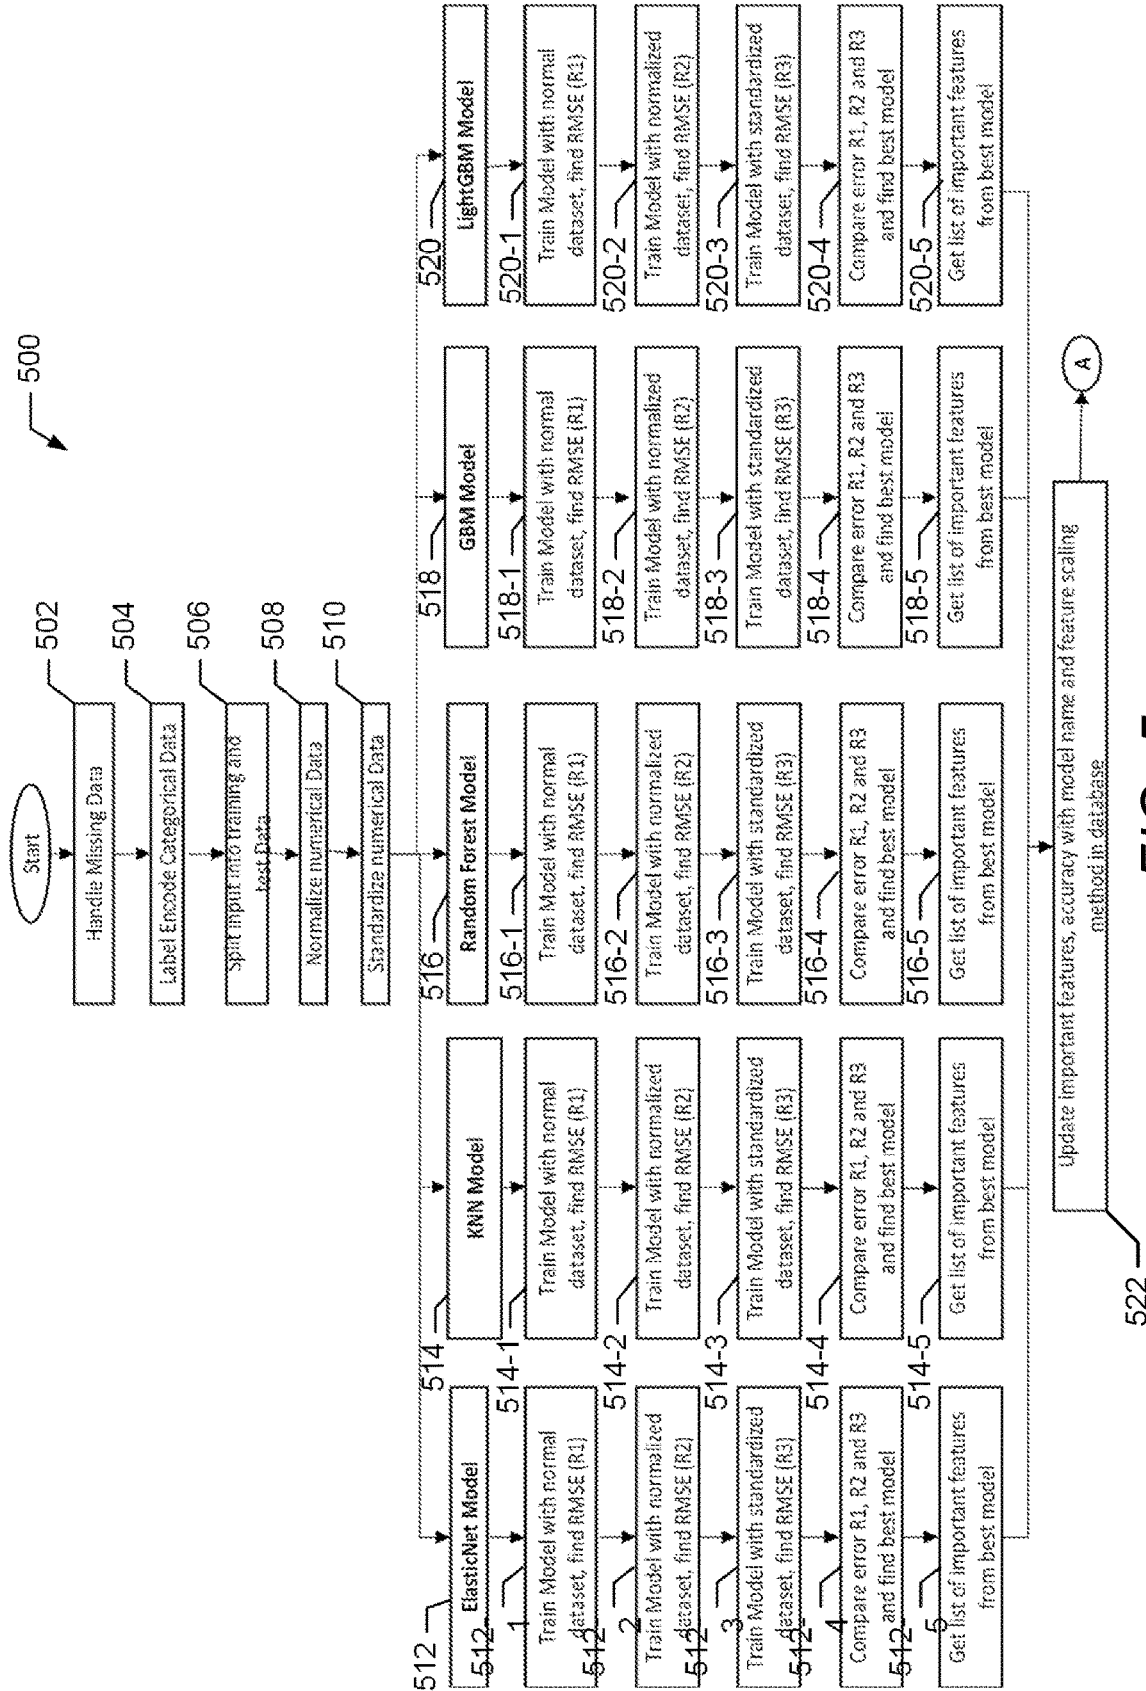 500
Start
502
Handle Missing Data
504
Label Encode Categorical Data
506
Split input into training and
test Data
508
Normalize numerical Data
510
Standardize numerical Data
512
ElasticNet Model
512-
1
Train Model with normal
dataset, find RMSE (R1)
512-
2
Train Model with normalized
dataset, find RMSE (R2)
512-
3
Train Model with standardized
dataset, find RMSE (R3)
512-
4
Compare error R1, R2 and R3
and find best model
512-
5
Get list of important features
from best model
514
KNN Model
514-1
Train Model with normal
dataset, find RMSE (R1)
514-2
Train Model with normalized
dataset, find RMSE (R2)
514-3
Train Model with standardized
dataset, find RMSE (R3)
514-4
Compare error R1, R2 and R3
and find best model
514-5
Get list of important features
from best model
516
Random Forest Model
516-1
Train Model with normal
dataset, find RMSE (R1)
516-2
Train Model with normalized
dataset, find RMSE (R2)
516-3
Train Model with standardized
dataset, find RMSE (R3)
516-4
Compare error R1, R2 and R3
and find best model
516-5
Get list of important features
from best model
518
GBM Model
518-1
Train Model with normal
dataset, find RMSE (R1)
518-2
Train Model with normalized
dataset, find RMSE (R2)
518-3
Train Model with standardized
dataset, find RMSE (R3)
518-4
Compare error R1, R2 and R3
and find best model
518-5
Get list of important features
from best model
520
LightGBM Model
520-1
Train Model with normal
dataset, find RMSE (R1)
520-2
Train Model with normalized
dataset, find RMSE (R2)
520-3
Train Model with standardized
dataset, find RMSE (R3)
520-4
Compare error R1, R2 and R3
and find best model
520-5
Get list of important features
from best model
522
Update important features, accuracy with model name and feature scaling
method in database
A